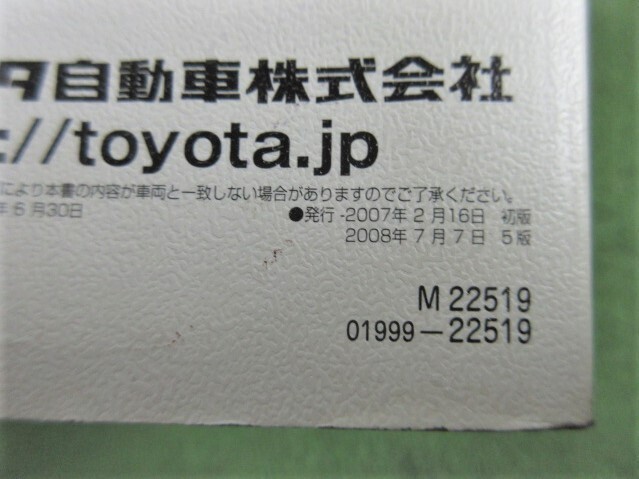 タ自動車株式会社
://toyota.jp
により本書の内容が車両と一致しない場合がありますのでご了承ください。
年 6 月30日
●発行-2007年 2 月16日 初版
2008年 7 月 7 日 5 版
M 22519
01999－22519